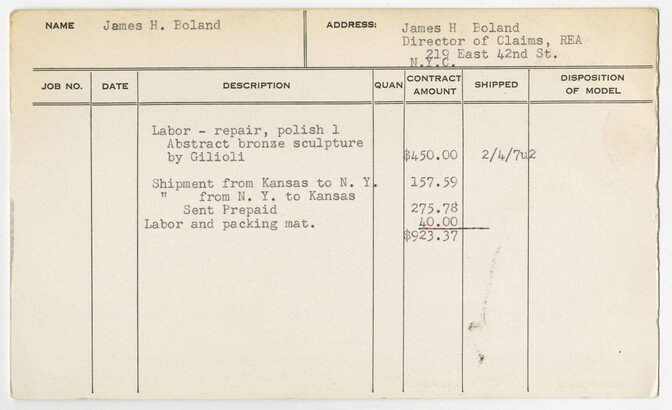 NAME James H. Boland ADDRESS: James H. Boland
Director of Claims, REA
219 East 42nd St.
N.Y.C.
JOB NO. DATE DESCRIPTION QUAN CONTRACT AMOUNT SHIPPED DISPOSITION OF MODEL
Labor - repair, polish 1
Abstract bronze sculpture
by Gilioli $450.00 2/4/7u2
Shipment from Kansas to N. Y. 157.59
" from N. Y. to Kansas
Sent Prepaid 275.78
Labor and packing mat. 40.00
$923.37